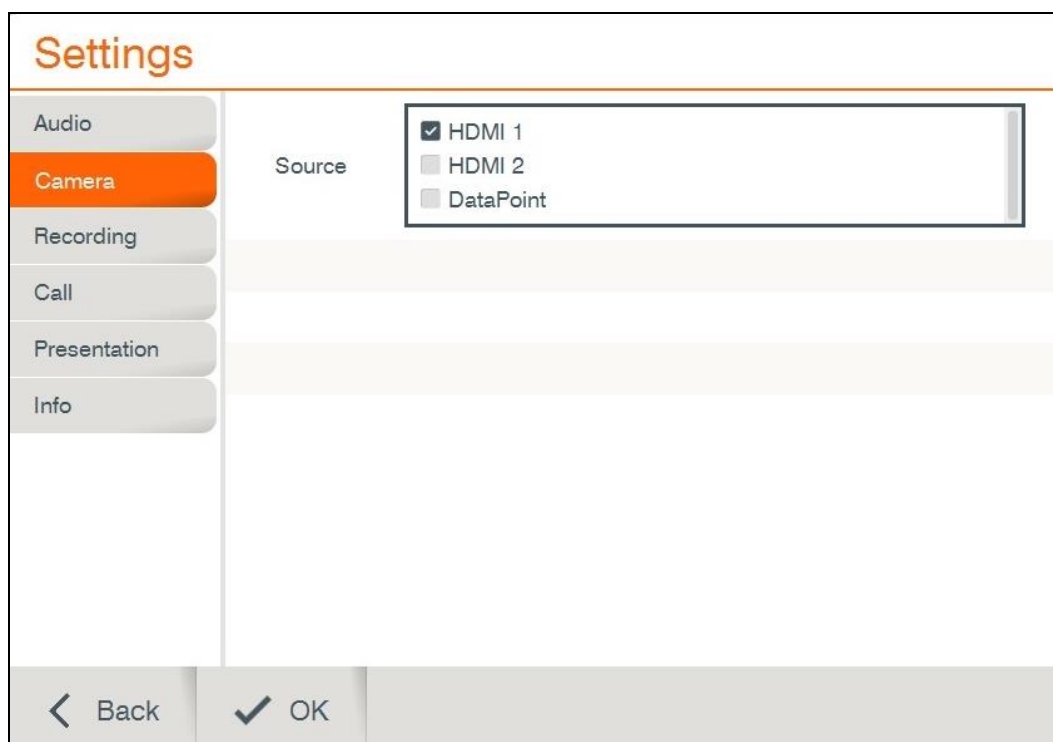 Settings
Audio
Camera
Recording
Call
Presentation
Info
Source
HDMI 1
HDMI 2
DataPoint
Back
OK